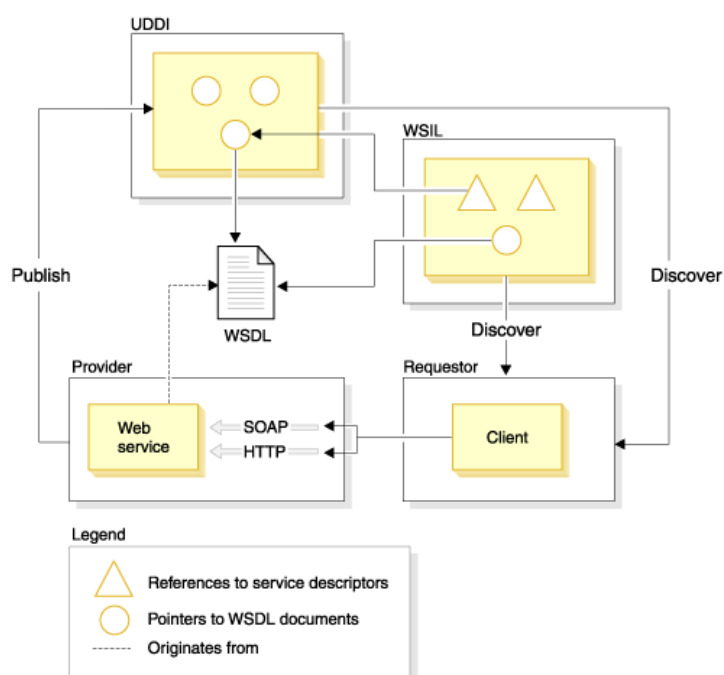 UDDI
WSIL
Publish
Discover
WSDL
Discover
Provider
Requestor
Web
service
SOAP
HTTP
Client
Legend
References to service descriptors
Pointers to WSDL documents
Originates from